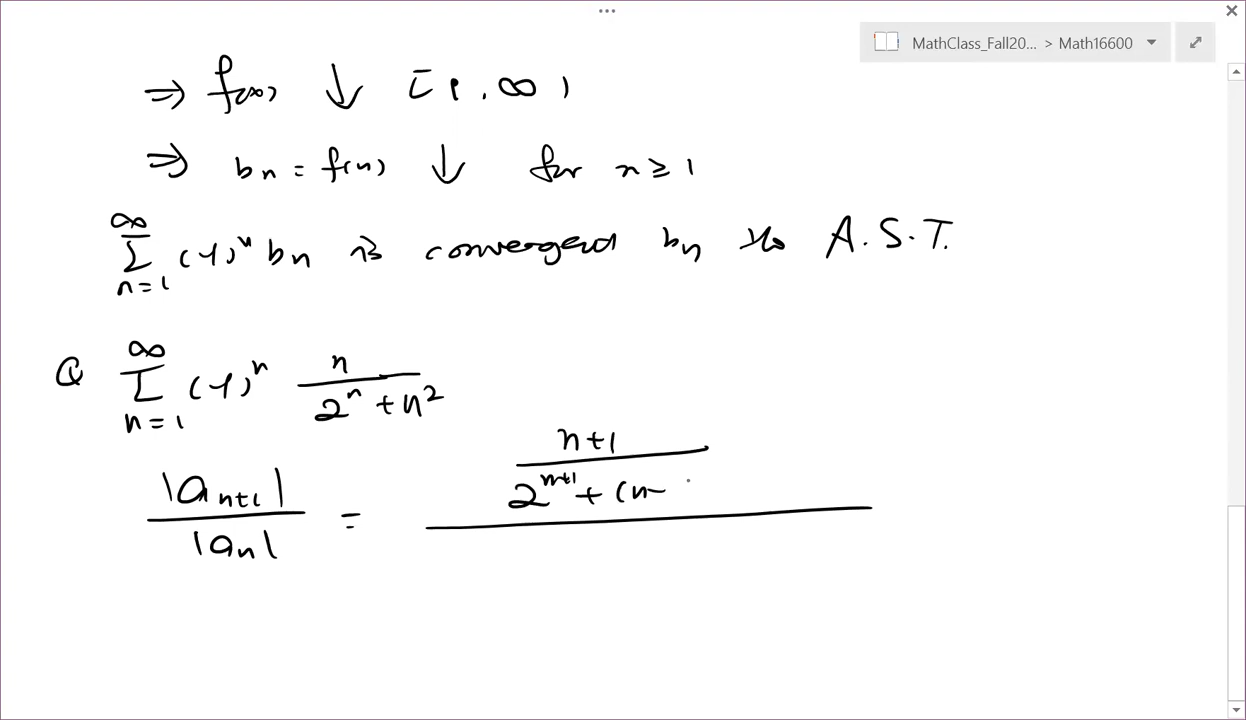 MathClass_Fall20... > Math16600
⇒ f(x) ↓ [1, ∞)
⇒ bn = f(n) ↓ for n ≥ 1
∞ Σ n=1 (-1)^n bn is convergend by the A.S.T.
Q ∞ Σ n=1 (-1)^n n / (2^n + n^2)
|a_{n+1}| / |a_n| = n+1 / 2^{n+1} + (n